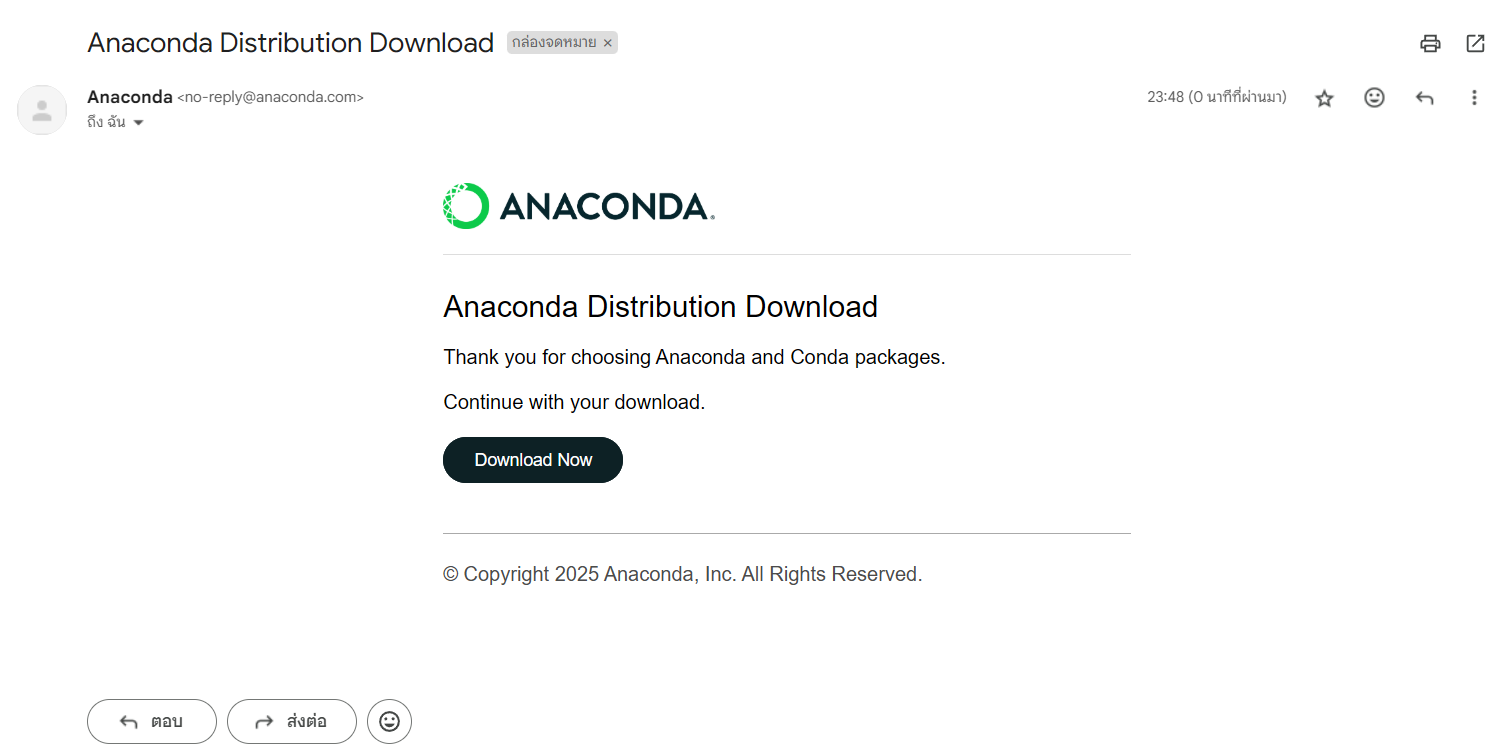 Anaconda Distribution Download กล่องจดหมาย ×
Anaconda <no-reply@anaconda.com> 23:48 (0 นาทีที่ผ่านมา)
ถึง ฉัน
ANACONDA.
Anaconda Distribution Download
Thank you for choosing Anaconda and Conda packages.
Continue with your download.
Download Now
© Copyright 2025 Anaconda, Inc. All Rights Reserved.
ตอบ ส่งต่อ